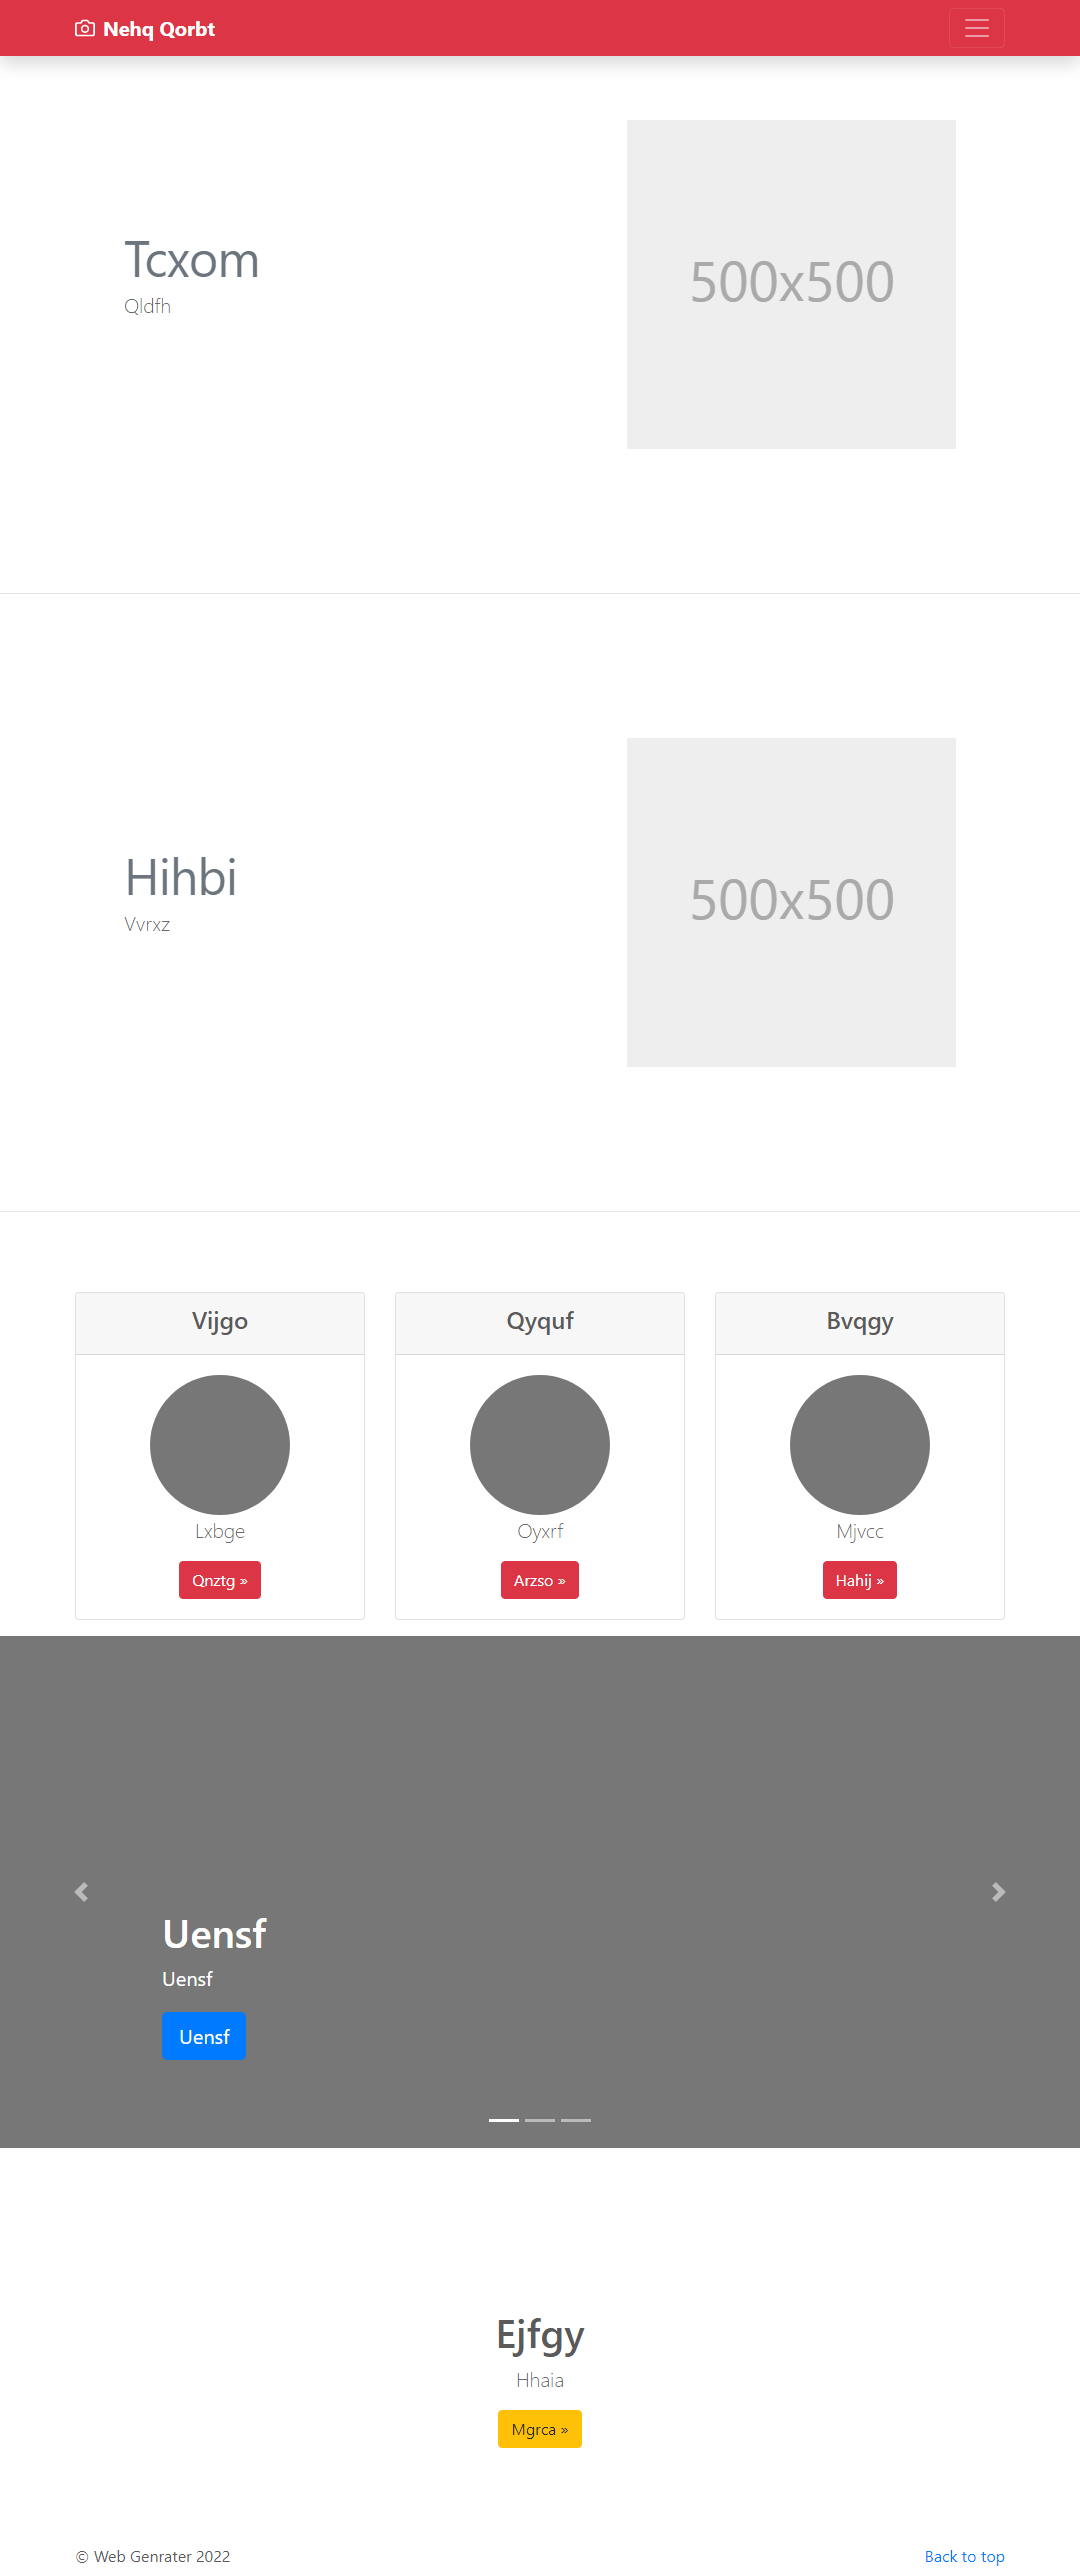 Nehq Qorbt
Tcxom
Qldfh
500x500
Hihbi
Vvrxz
500x500
Vijgo
Lxbge
Qnztg »
Qyquf
Oyxrf
Arzso »
Bvqgy
Mjvcc
Hahij »
Uensf
Uensf
Uensf
Ejfgy
Hhaia
Mgrca »
© Web Genrater 2022
Back to top